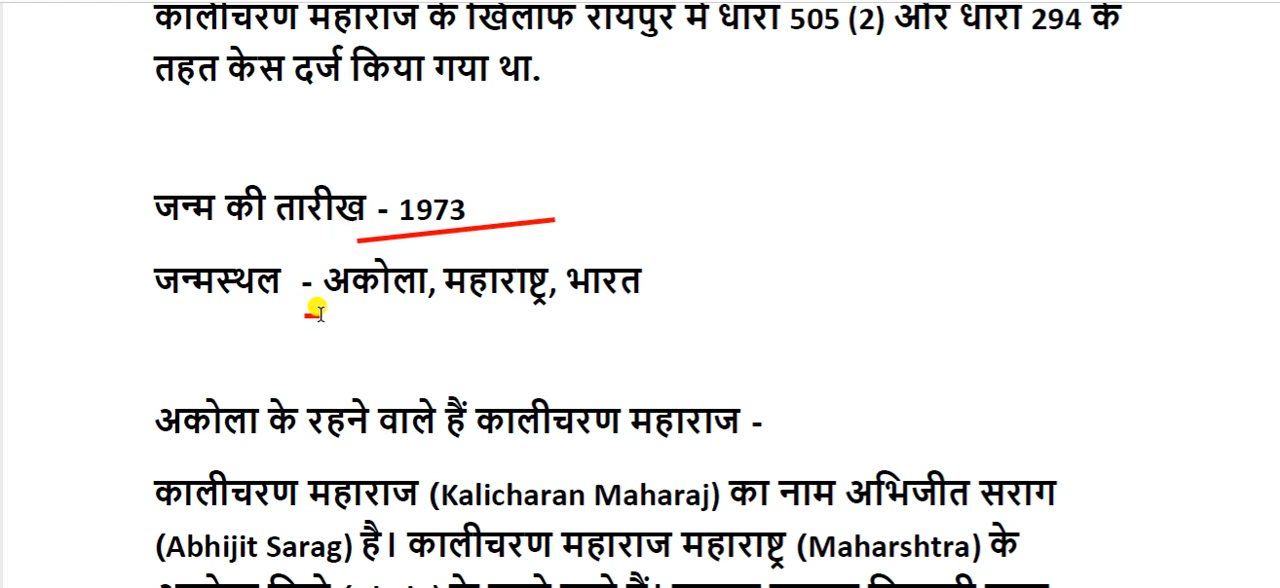 कालीचरण महाराज के खिलाफ रायपुर में धारा 505 (2) और धारा 294 के
तहत केस दर्ज किया गया था.
जन्म की तारीख - 1973
जन्मस्थल - अकोला, महाराष्ट्र, भारत
अकोला के रहने वाले हैं कालीचरण महाराज -
कालीचरण महाराज (Kalicharan Maharaj) का नाम अभिजीत सराग
(Abhijit Sarag) है। कालीचरण महाराज महाराष्ट्र (Maharshtra) के